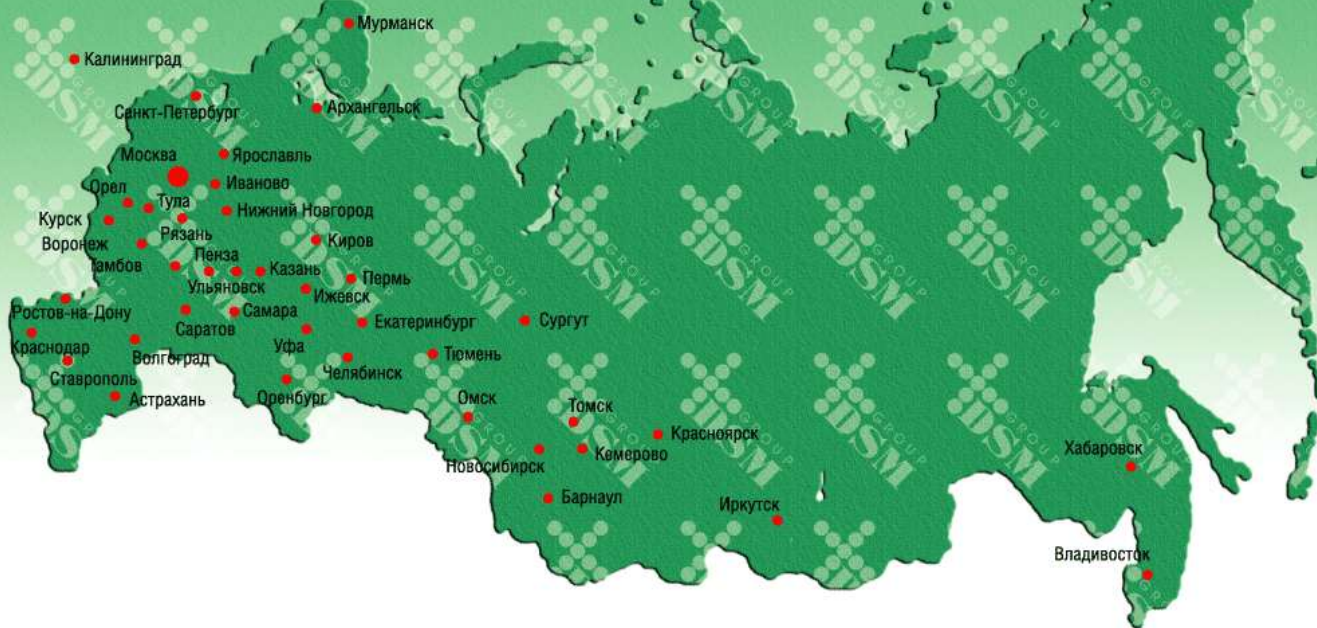 Мурманск
Калининград
Санкт-Петербург
Архангельск
Москва
Ярославль
Иваново
Орел
Тула
Нижний Новгород
Курск
Рязань
Воронеж
Киров
Тамбов
Пенза
Казань
Ульяновск
Пермь
Ижевск
Ростов-на-Дону
Саратов
Самара
Екатеринбург
Сургут
Краснодар
Волгоград
Уфа
Челябинск
Тюмень
Ставрополь
Астрахань
Оренбург
Омск
Томск
Красноярск
Новосибирск
Кемерово
Хабаровск
Барнаул
Иркутск
Владивосток
DSM GROUP